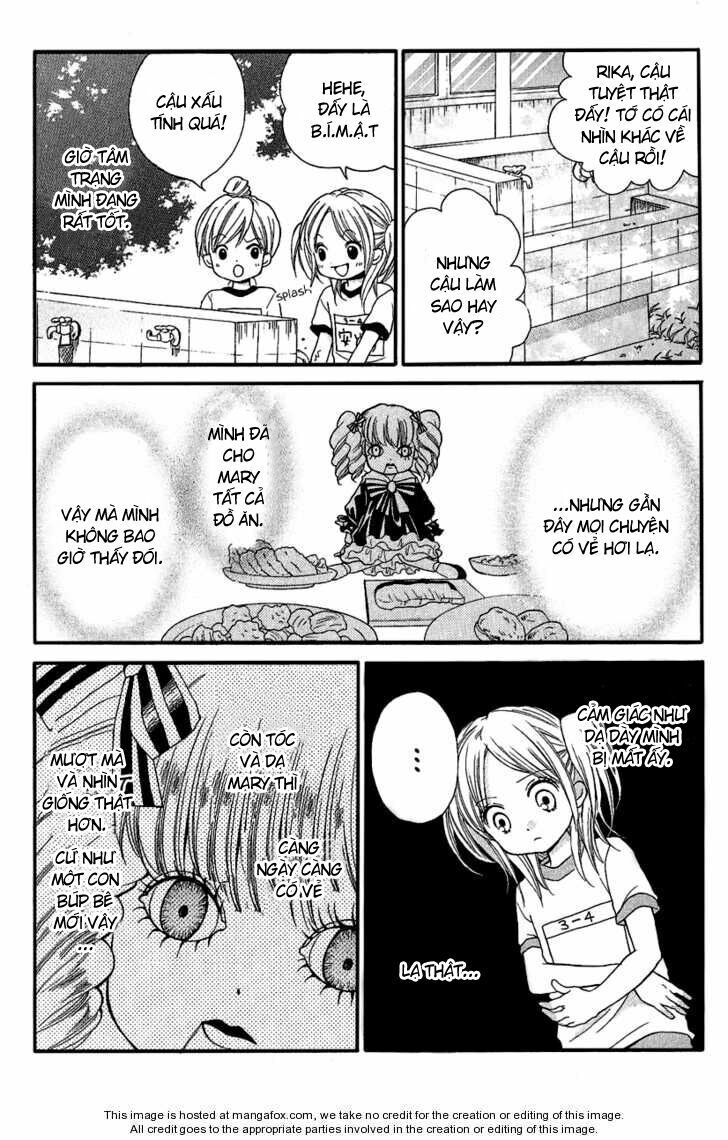 RIKA, CẬU
TUYỆT THẬT
ĐẤY! TỚ CÓ CÁI
NHÌN KHÁC VỀ
CẬU RỒI!
NHƯNG
CẬU LÀM
SAO HAY
VẬY?
HEHE,
ĐẤY LÀ
B.Í.M.Ậ.T
CẬU XẤU
TÍNH QUÁ!
GIỜ TÂM
TRẠNG
MÌNH ĐANG
RẤT TỐT.
splash
3-4
...NHƯNG GẦN
ĐÂY MỌI CHUYỆN
CÓ VẺ HƠI LẠ.
MÌNH ĐÃ
CHO
MARY
TẤT CẢ
ĐỒ ĂN.
VẬY MÀ MÌNH
KHÔNG BAO
GIỜ THẤY ĐÓI.
CẢM GIÁC NHƯ
DẠ DÀY MÌNH
BỊ MẤT ẤY.
...
3-4
LẠ THẬT...
CÒN TÓC
VÀ DA
MARY THÌ
CÀNG
NGÀY CÀNG
CÓ VẺ
MƯỢT MÀ
VÀ NHÌN
GIỐNG THẬT
HƠN.
CỨ NHƯ
MỘT CON
BÚP BÊ
MỚI VẬY
...
This image is hosted at mangafox.com, we take no credit for the creation or editing of this image.
All credit goes to the appropriate parties involved in the creation or editing of this image.